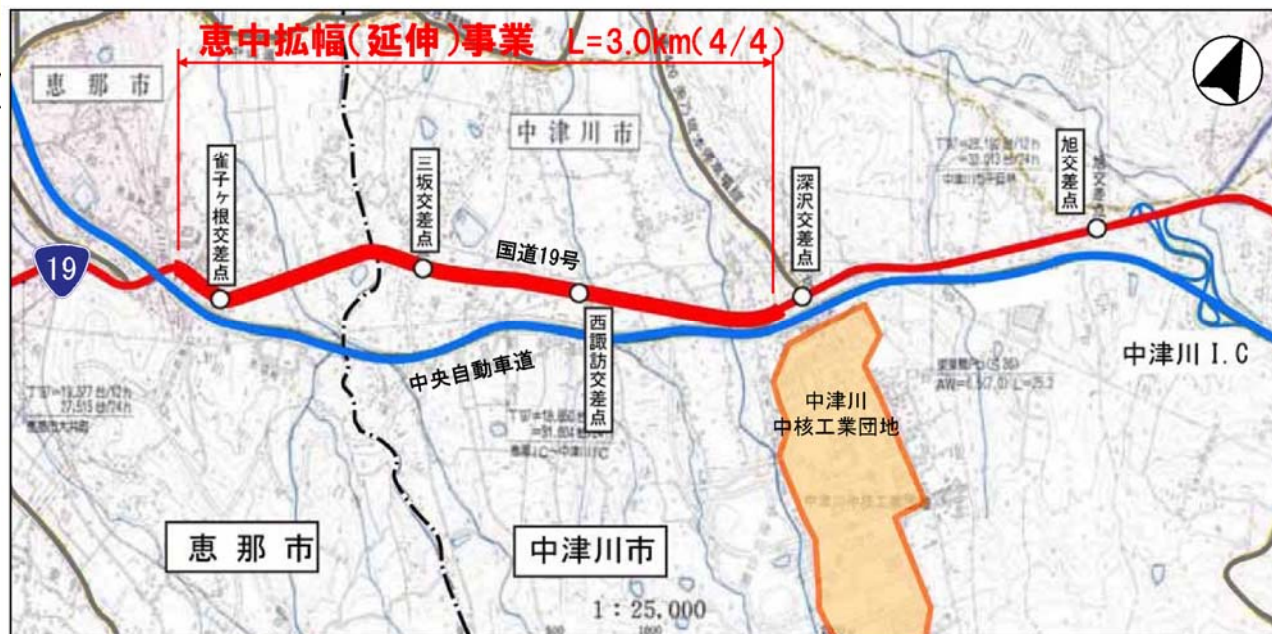 恵中拡幅(延伸)事業 L=3.0km(4/4)
恵那市
中津川市
雀子ヶ根交差点
三坂交差点
深沢交差点
旭交差点
旭交差点
国道19号
19
西諏訪交差点
中央自動車道
中津川 I.C
中津川
中核工業団地
恵那市
中津川市
1:25,000